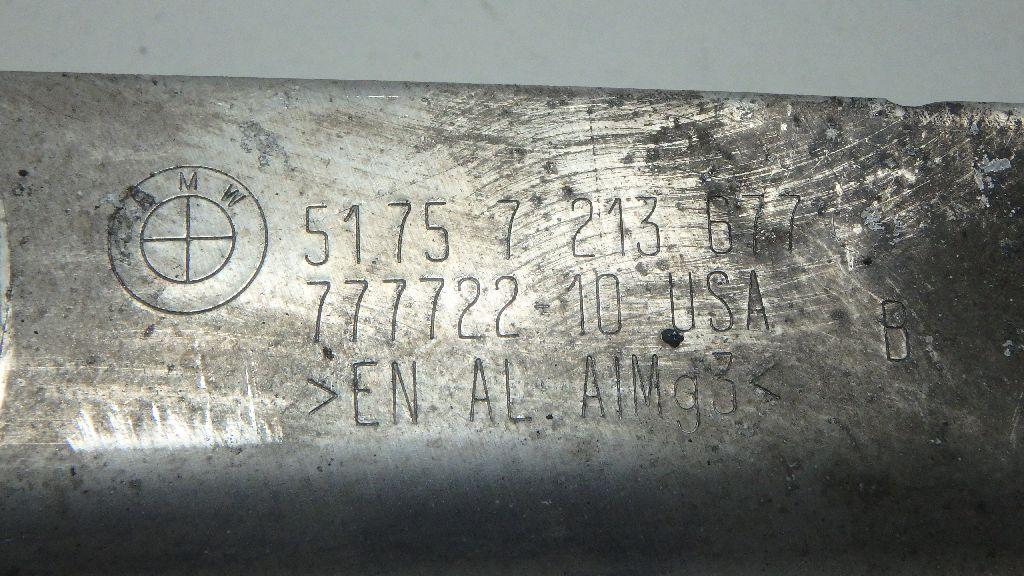 BMW
5175 7 213 677
777722-10 USA
B
>EN AL AlMg3<